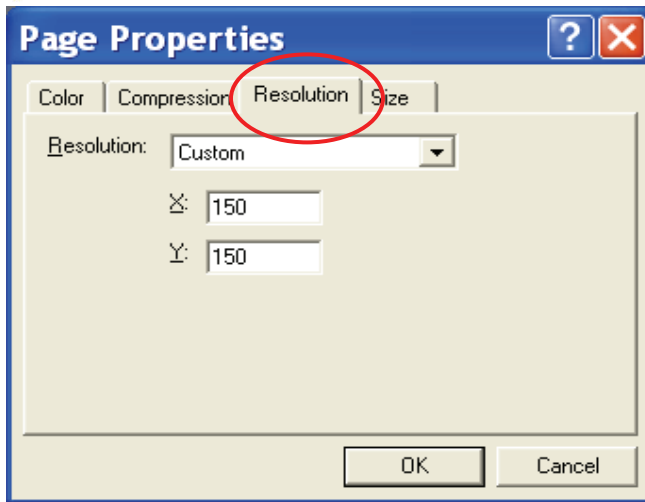 Page Properties ?
Color Compression Resolution Size
Resolution: Custom
X: 150
Y: 150
OK Cancel